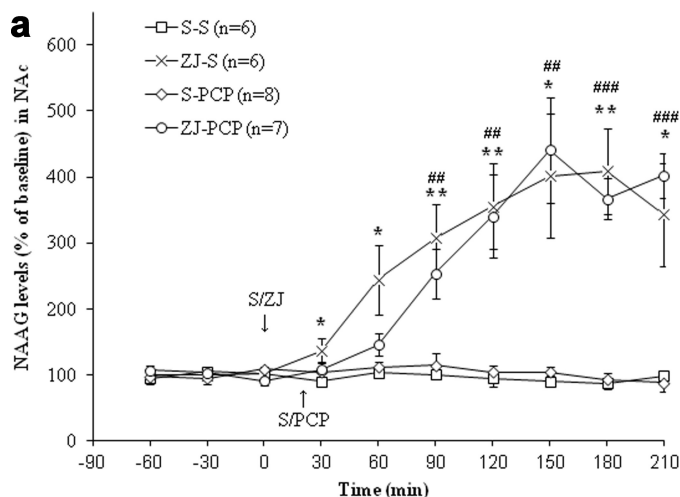 a
S-S (n=6)
ZJ-S (n=6)
S-PCP (n=8)
ZJ-PCP (n=7)
NAAG levels (% of baseline) in NAc
600
500
400
300
200
100
0
S/ZJ
S/PCP
*
*
##
**
##
**
##
*
###
**
###
*
-90 -60 -30 0 30 60 90 120 150 180 210
Time (min)